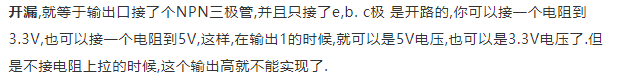 开漏,就等于输出口接了个NPN三极管,并且只接了e,b. c极 是开路的,你可以接一个电阻到
3.3V,也可以接一个电阻到5V,这样,在输出1的时候,就可以是5V电压,也可以是3.3V电压了.但
是不接电阻上拉的时候,这个输出高就不能实现了.